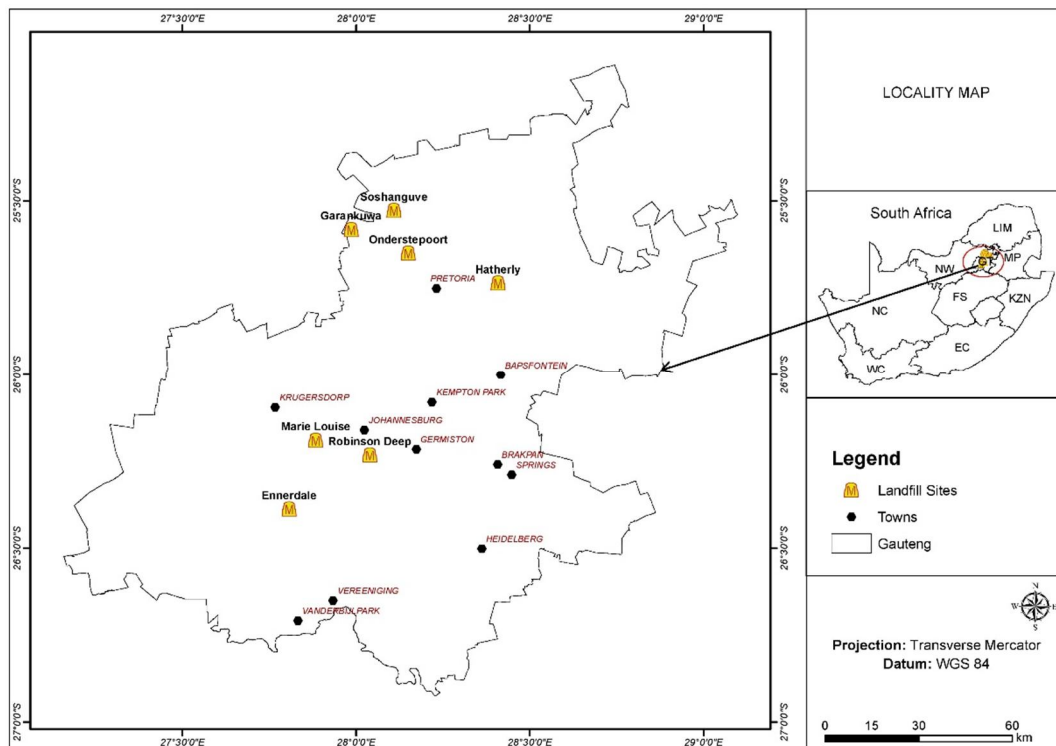 27°30'0"E
28°0'0"E
28°30'0"E
29°0'0"E
25°30'0"S
26°0'0"S
26°30'0"S
27°0'0"S
Soshanguve
Garankuwa
Onderstepoort
Hatherly
PRETORIA
BAPSFONTEIN
KEMPTON PARK
KRUGERSDORP
JOHANNESBURG
Marie Louise
Robinson Deep
GERMISTON
BRAKPAN
SPRINGS
Ennerdale
HEIDELBERG
VEREENIGING
VANDERBIJLPARK
25°30'0"S
26°0'0"S
26°30'0"S
27°0'0"S
27°30'0"E
28°0'0"E
28°30'0"E
29°0'0"E
LOCALITY MAP
South Africa
LIM
GT
MP
NW
FS
KZN
NC
EC
WC
Legend
M Landfill Sites
Towns
Gauteng
N
W E
S
Projection: Transverse Mercator
Datum: WGS 84
0 15 30 60
km